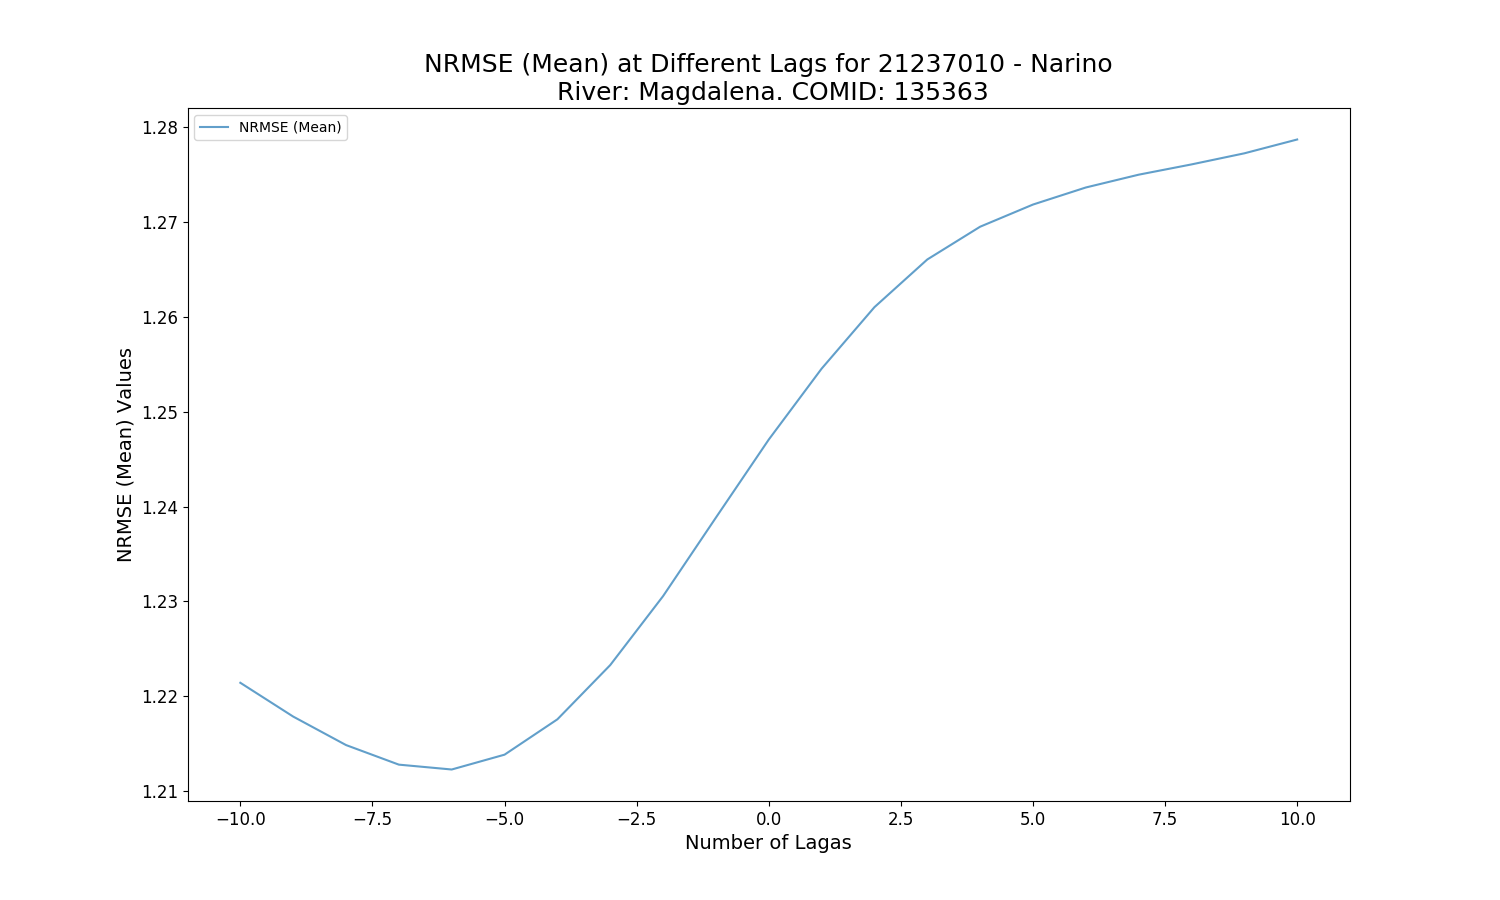 NRMSE (Mean) at Different Lags for 21237010 - Narino
River: Magdalena. COMID: 135363
NRMSE (Mean)
1.28
1.27
1.26
1.25
1.24
1.23
1.22
1.21
NRMSE (Mean) Values
−10.0 −7.5 −5.0 −2.5 0.0 2.5 5.0 7.5 10.0
Number of Lagas